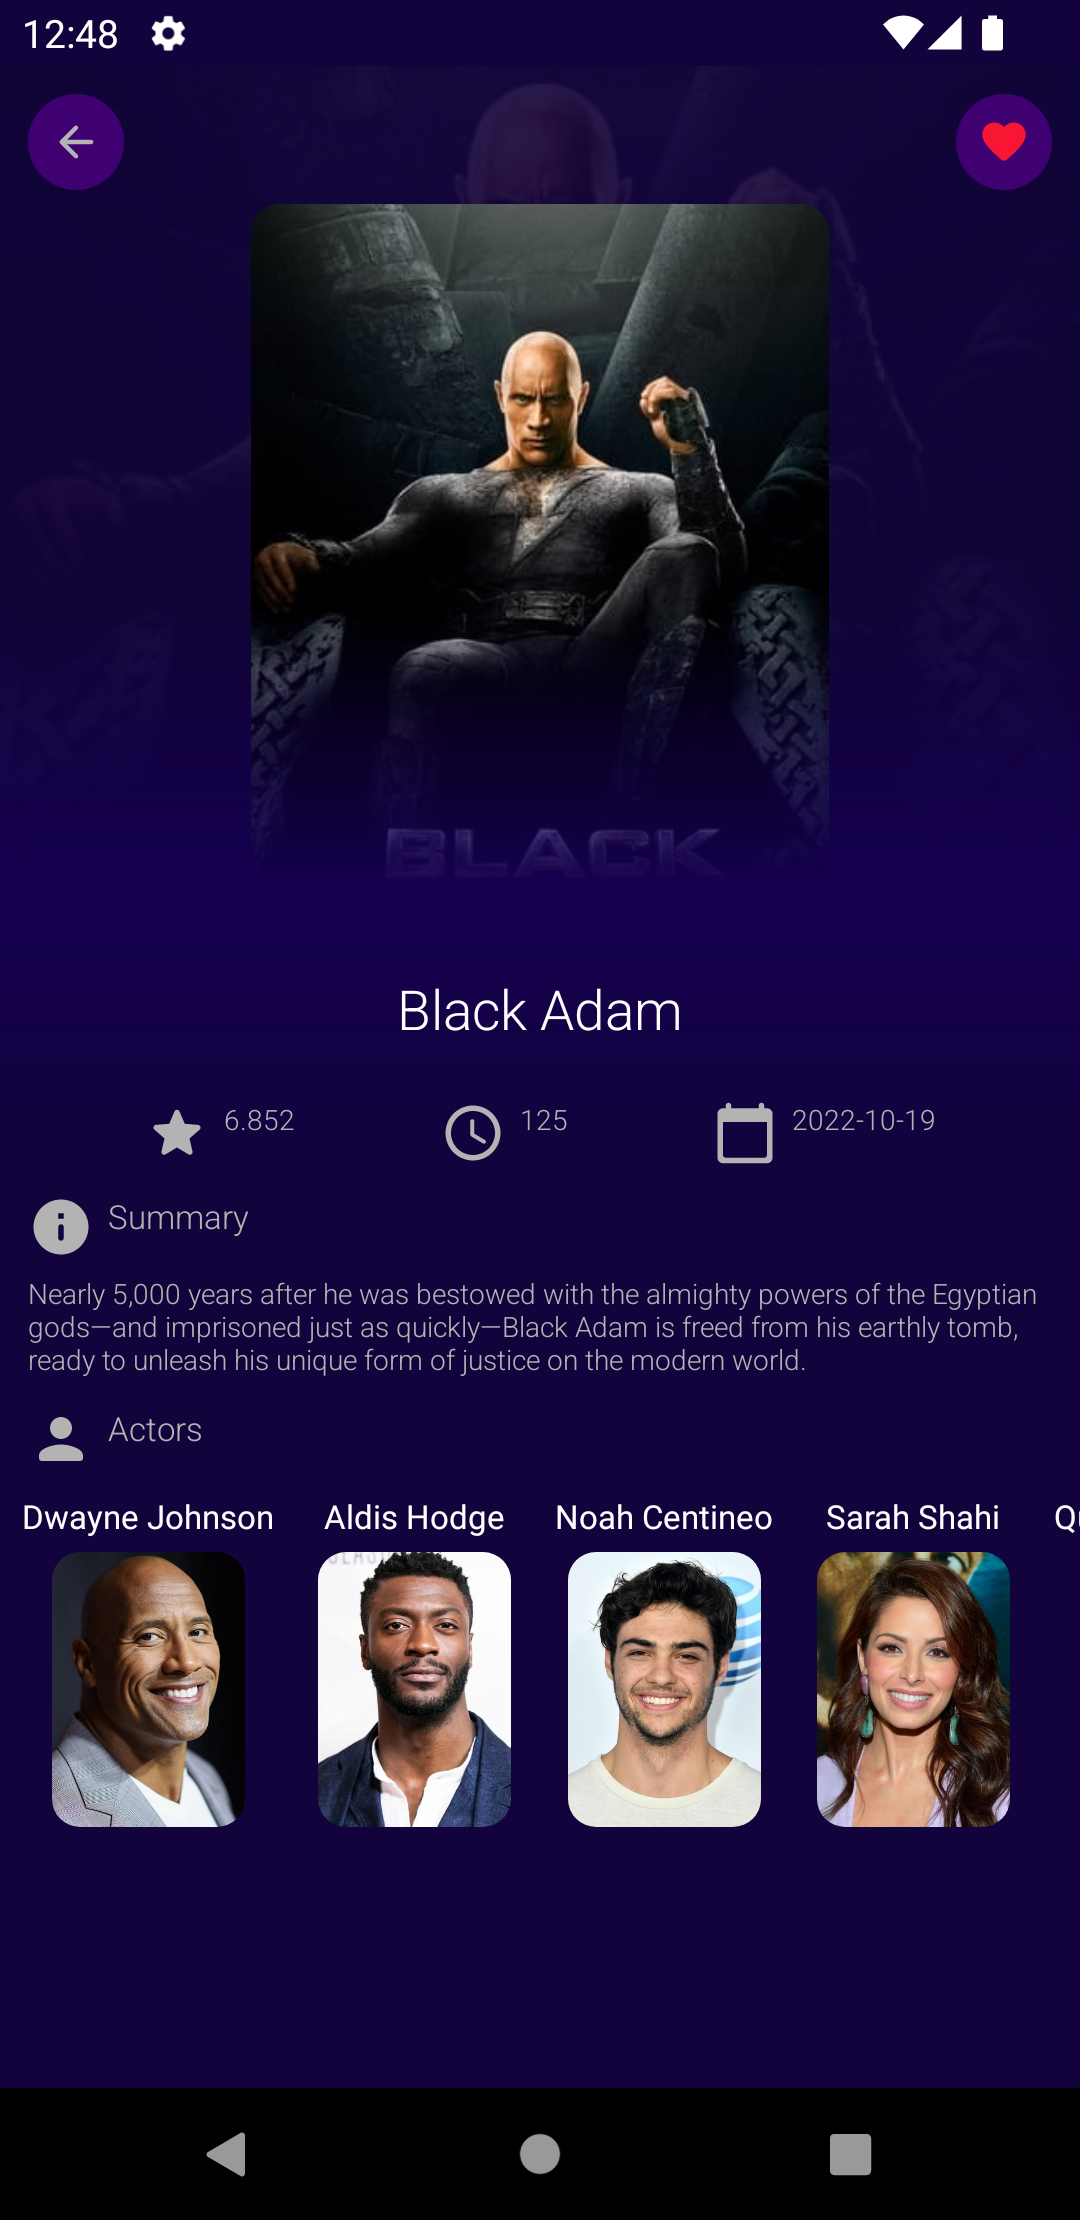 12:48
BLACK
Black Adam
6.852
125
2022-10-19
Summary
Nearly 5,000 years after he was bestowed with the almighty powers of the Egyptian
gods—and imprisoned just as quickly—Black Adam is freed from his earthly tomb,
ready to unleash his unique form of justice on the modern world.
Actors
Dwayne Johnson Aldis Hodge Noah Centineo Sarah Shahi